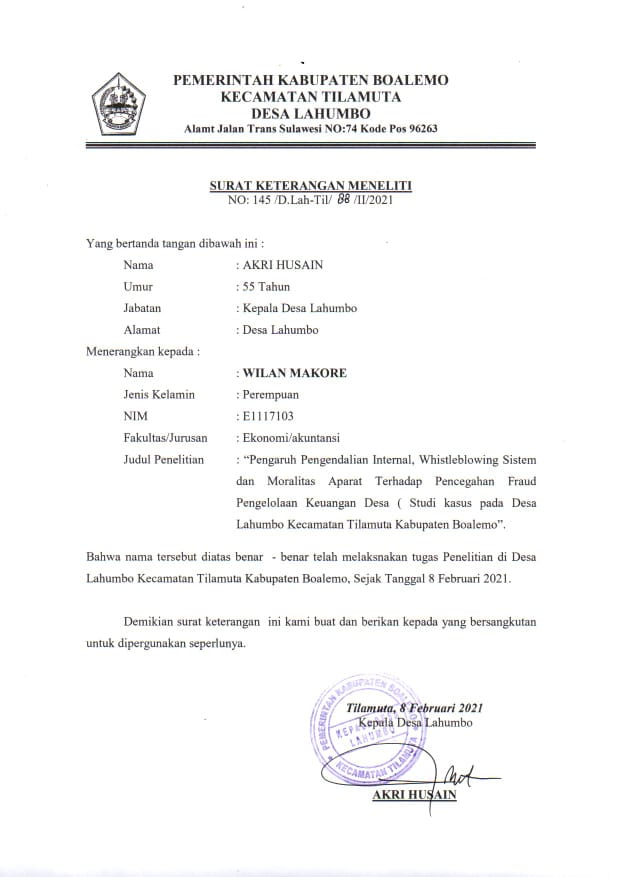 PEMERINTAH KABUPATEN BOALEMO
KECAMATAN TILAMUTA
DESA LAHUMBO
Alamt Jalan Trans Sulawesi NO:74 Kode Pos 96263
SURAT KETERANGAN MENELITI
NO: 145 /D.Lah-Til/ 88 /II/2021
Yang bertanda tangan dibawah ini :
Nama : AKRI HUSAIN
Umur : 55 Tahun
Jabatan : Kepala Desa Lahumbo
Alamat : Desa Lahumbo
Menerangkan kepada :
Nama : WILAN MAKORE
Jenis Kelamin : Perempuan
NIM : E1117103
Fakultas/Jurusan : Ekonomi/akuntansi
Judul Penelitian : “Pengaruh Pengendalian Internal, Whistleblowing Sistem
dan Moralitas Aparat Terhadap Pencegahan Fraud
Pengelolaan Keuangan Desa ( Studi kasus pada Desa
Lahumbo Kecamatan Tilamuta Kabupaten Boalemo”.
Bahwa nama tersebut diatas benar - benar telah melaksnakan tugas Penelitian di Desa
Lahumbo Kecamatan Tilamuta Kabupaten Boalemo, Sejak Tanggal 8 Februari 2021.
Demikian surat keterangan ini kami buat dan berikan kepada yang bersangkutan
untuk dipergunakan seperlunya.
Tilamuta, 8 Februari 2021
Kepala Desa Lahumbo
PEMERINTAH KABUPATEN BOALEMO
KEPALA DESA
LAHUMBO
KECAMATAN TILAMUTA
AKRI HUSAIN